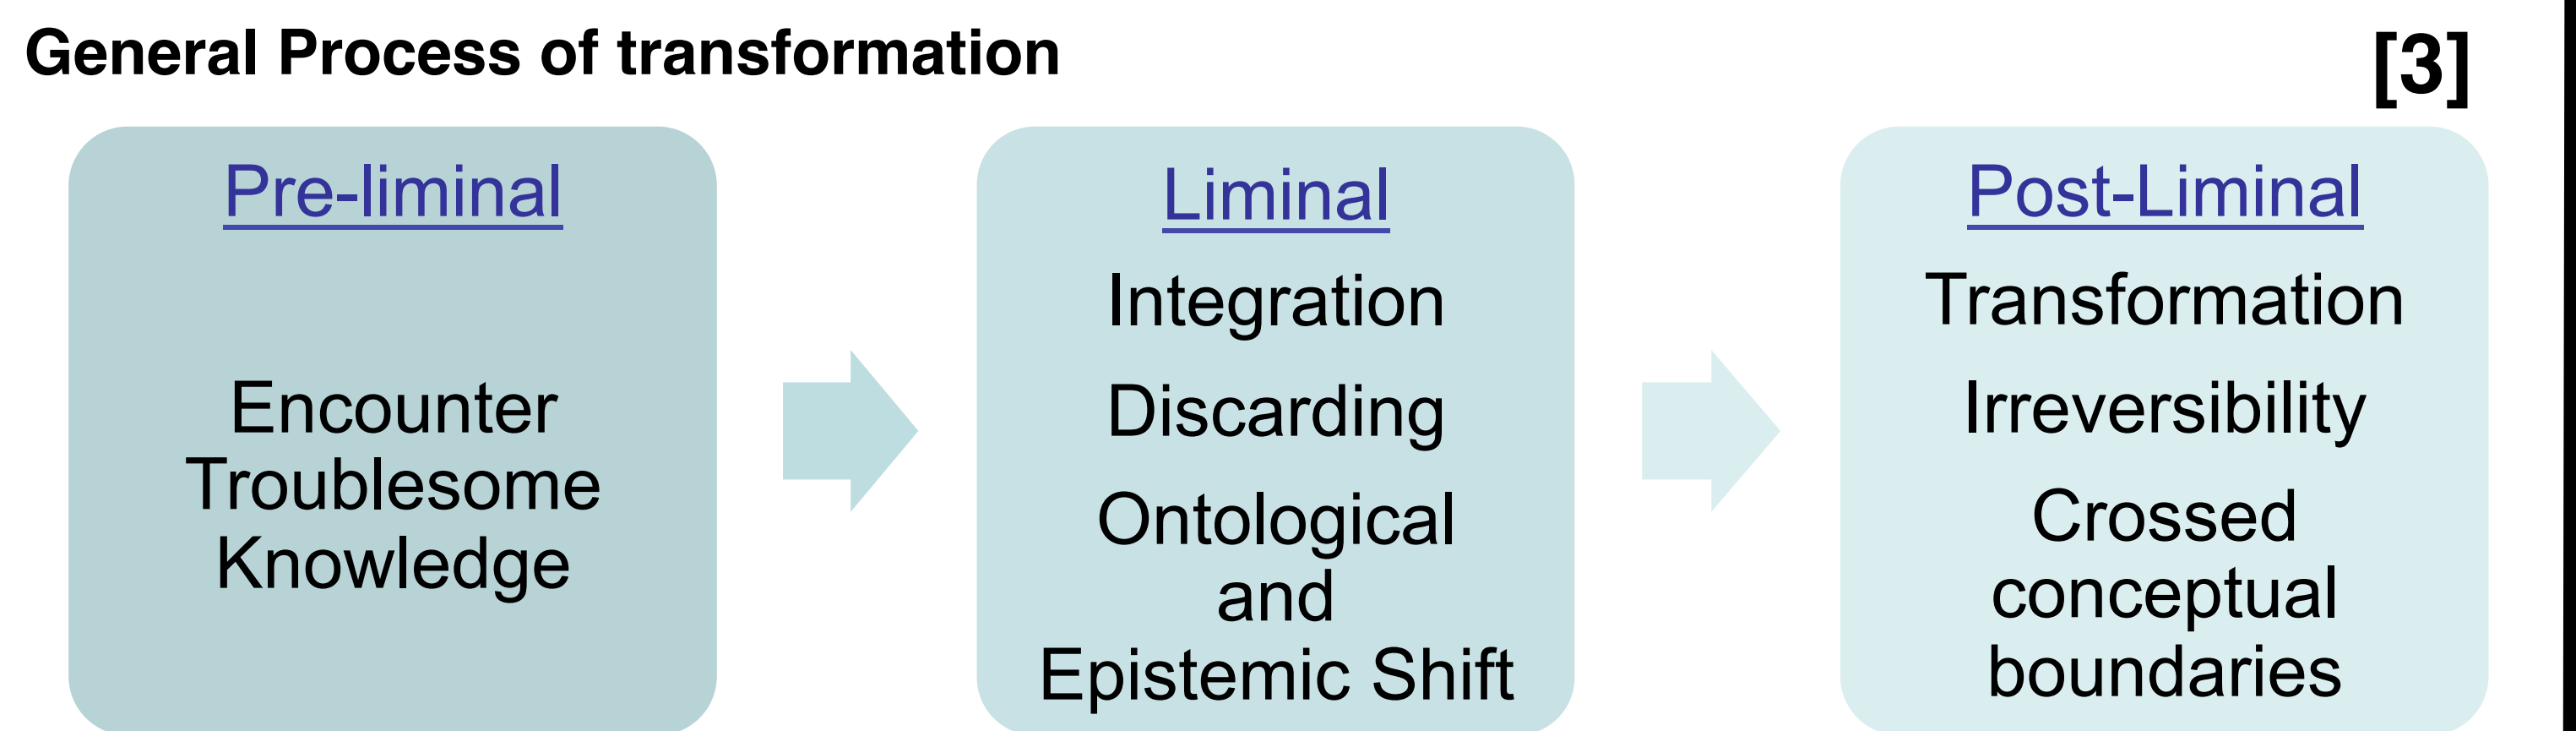 General Process of transformation [3]
Pre-liminal
Encounter
Troublesome
Knowledge
Liminal
Integration
Discarding
Ontological
and
Epistemic Shift
Post-Liminal
Transformation
Irreversibility
Crossed
conceptual
boundaries